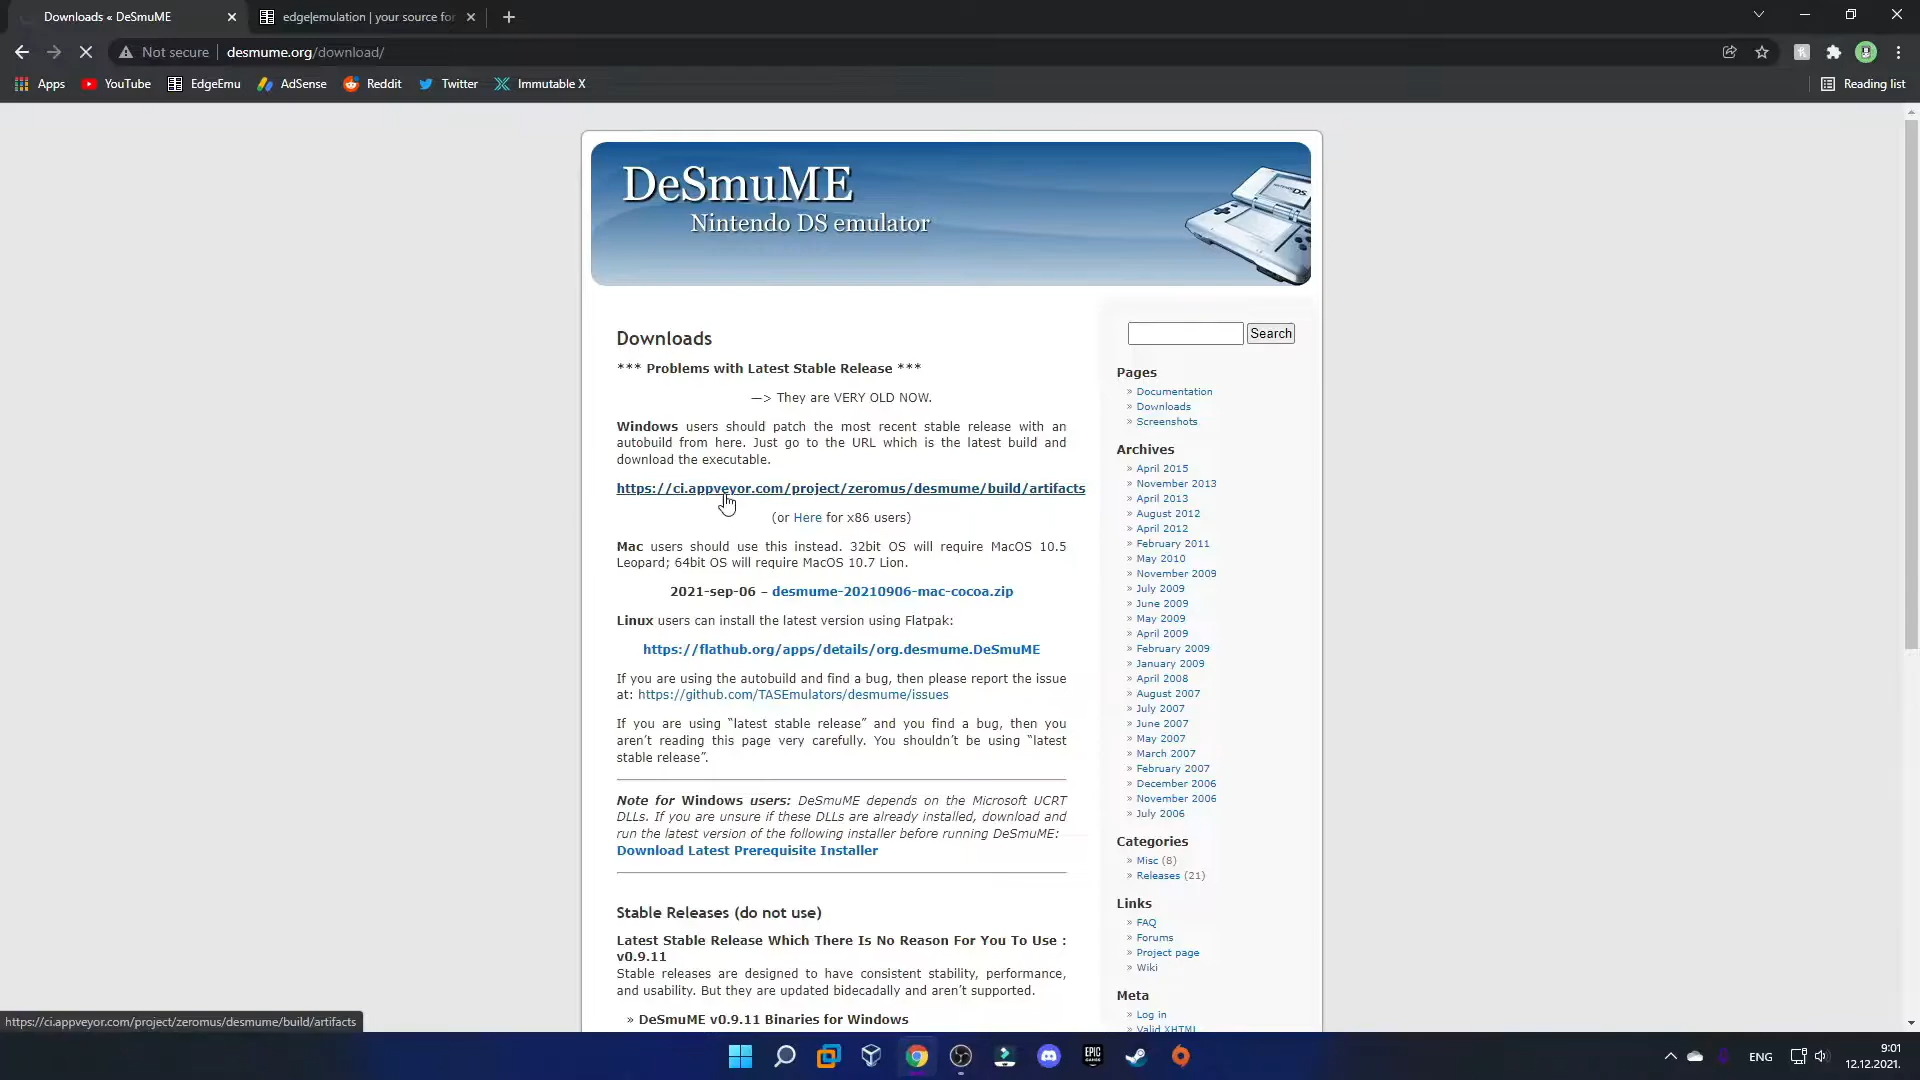 Downloads « DeSmuME
edge|emulation | your source for
Not secure
desmume.org/download/
Apps
YouTube
EdgeEmu
AdSense
Reddit
Twitter
Immutable X
Reading list
DeSmuME
Nintendo DS emulator
Downloads
*** Problems with Latest Stable Release ***
—> They are VERY OLD NOW.
Windows users should patch the most recent stable release with an
autobuild from here. Just go to the URL which is the latest build and
download the executable.
https://ci.appveyor.com/project/zeromus/desmume/build/artifacts
(or Here for x86 users)
Mac users should use this instead. 32bit OS will require MacOS 10.5
Leopard; 64bit OS will require MacOS 10.7 Lion.
2021-sep-06 – desmume-20210906-mac-cocoa.zip
Linux users can install the latest version using Flatpak:
https://flathub.org/apps/details/org.desmume.DeSmuME
If you are using the autobuild and find a bug, then please report the issue
at: https://github.com/TASEmulators/desmume/issues
If you are using “latest stable release” and you find a bug, then you
aren’t reading this page very carefully. You shouldn’t be using “latest
stable release”.
Note for Windows users: DeSmuME depends on the Microsoft UCRT
DLLs. If you are unsure if these DLLs are already installed, download and
run the latest version of the following installer before running DeSmuME:
Download Latest Prerequisite Installer
Stable Releases (do not use)
Latest Stable Release Which There Is No Reason For You To Use :
v0.9.11
Stable releases are designed to have consistent stability, performance,
and usability. But they are updated bidecadally and aren’t supported.
» DeSmuME v0.9.11 Binaries for Windows
Search
Pages
» Documentation
» Downloads
» Screenshots
Archives
» April 2015
» November 2013
» April 2013
» August 2012
» April 2012
» February 2011
» May 2010
» November 2009
» July 2009
» June 2009
» May 2009
» April 2009
» February 2009
» January 2009
» April 2008
» August 2007
» July 2007
» June 2007
» May 2007
» March 2007
» February 2007
» December 2006
» November 2006
» July 2006
Categories
» Misc (8)
» Releases (21)
Links
» FAQ
» Forums
» Project page
» Wiki
Meta
» Log in
» Valid XHTML
https://ci.appveyor.com/project/zeromus/desmume/build/artifacts
EPIC
ENG
9:01
12.12.2021.